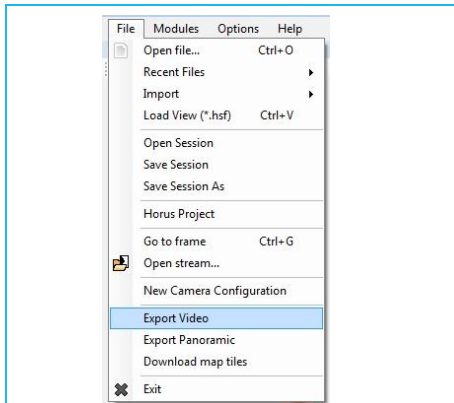 File Modules Options Help
Open file... Ctrl+O
Recent Files
Import
Load View (*.hsf) Ctrl+V
Open Session
Save Session
Save Session As
Horus Project
Go to frame Ctrl+G
Open stream...
New Camera Configuration
Export Video
Export Panoramic
Download map tiles
Exit